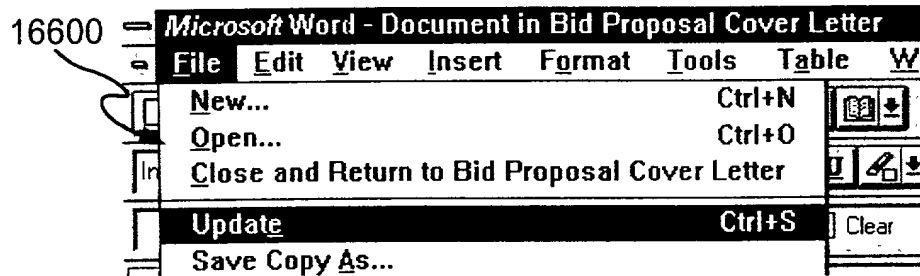 16600
Microsoft Word - Document in Bid Proposal Cover Letter
File Edit View Insert Format Tools Table W
New... Ctrl+N
Open... Ctrl+O
In Close and Return to Bid Proposal Cover Letter U
Update Ctrl+S Clear
Save Copy As...